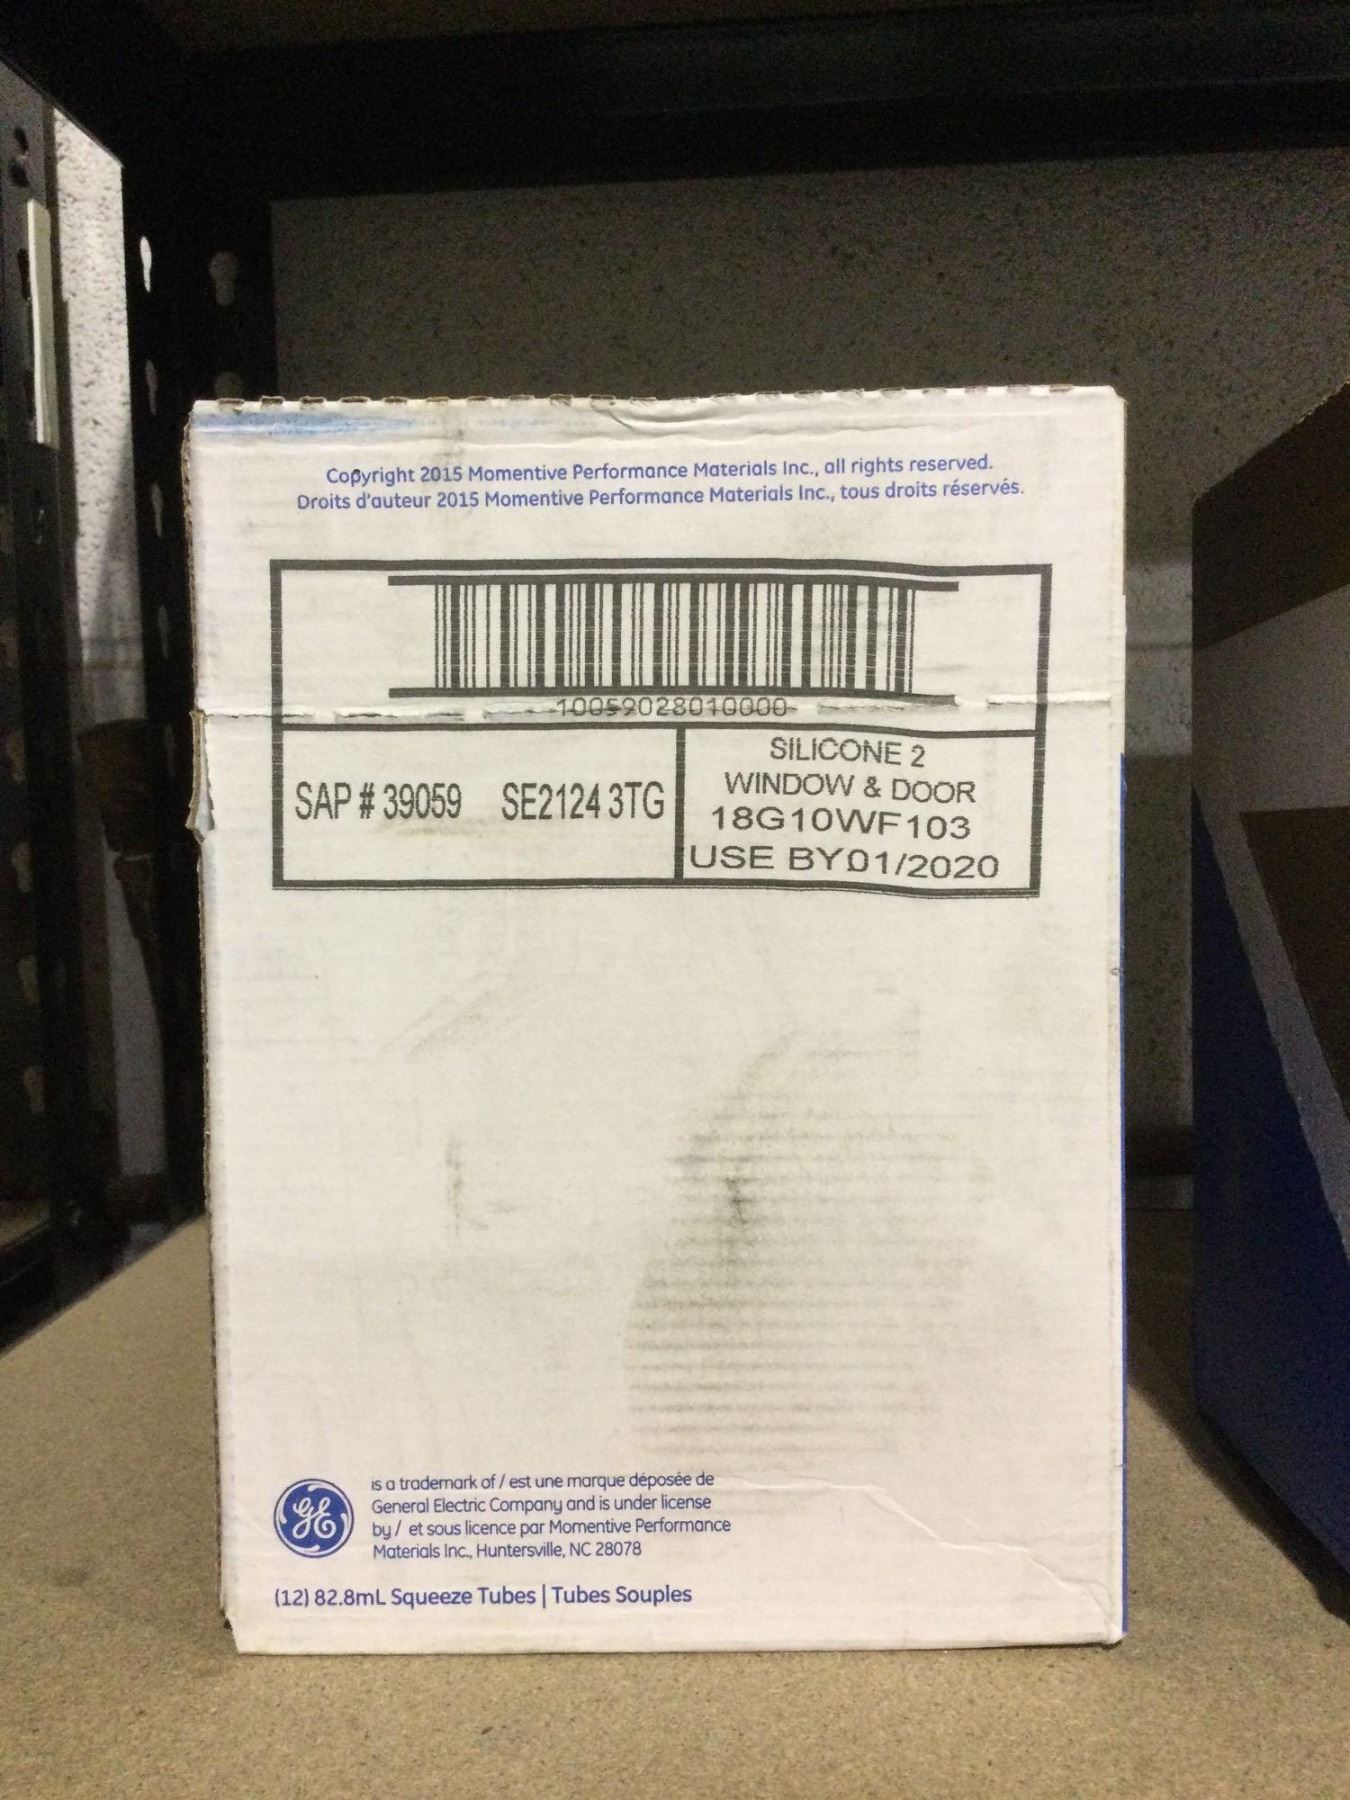 Copyright 2015 Momentive Performance Materials Inc., all rights reserved.
Droits d'auteur 2015 Momentive Performance Materials Inc., tous droits réservés.
10059028010000
SAP # 39059 SE2124 3TG
SILICONE 2
WINDOW & DOOR
18G10WF103
USE BY01/2020
GE
is a trademark of / est une marque déposée de
General Electric Company and is under license
by / et sous licence par Momentive Performance
Materials Inc., Huntersville, NC 28078
(12) 82.8mL Squeeze Tubes | Tubes Souples